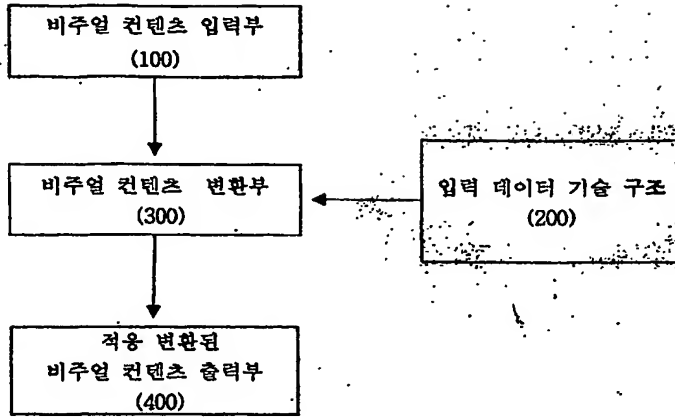 비주얼 컨텐츠 입력부
(100)
비주얼 컨텐츠 변환부
(300)
입력 데이터 기술 구조
(200)
적응 변환된
비주얼 컨텐츠 출력부
(400)